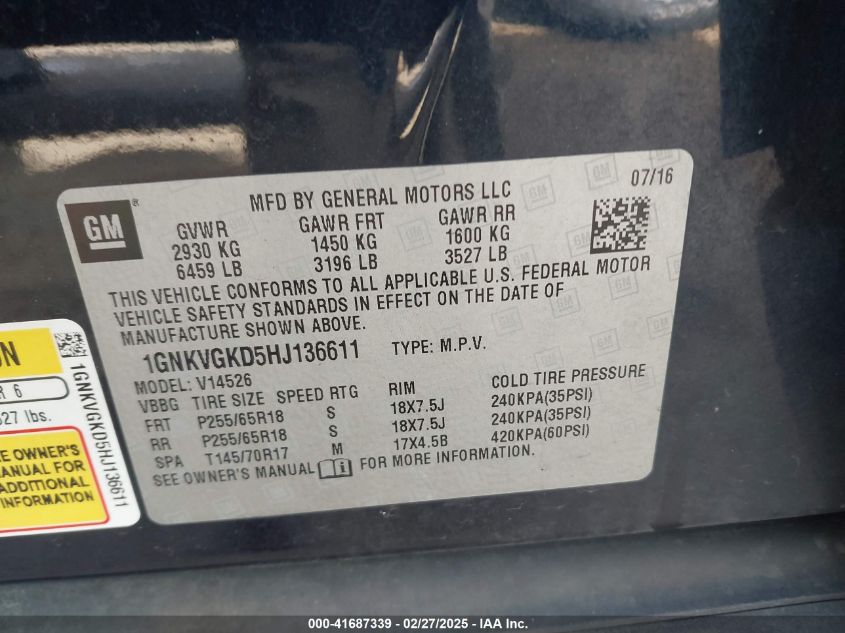 GM
®
MFD BY GENERAL MOTORS LLC
07/16
GVWR GAWR FRT GAWR RR
2930 KG 1450 KG 1600 KG
6459 LB 3196 LB 3527 LB
THIS VEHICLE CONFORMS TO ALL APPLICABLE U.S. FEDERAL MOTOR
VEHICLE SAFETY STANDARDS IN EFFECT ON THE DATE OF
MANUFACTURE SHOWN ABOVE.
1GNKVGKD5HJ136611 TYPE: M.P.V.
MODEL: V14526
VBBG TIRE SIZE SPEED RTG RIM COLD TIRE PRESSURE
FRT P255/65R18 S 18X7.5J 240KPA(35PSI)
RR P255/65R18 S 18X7.5J 240KPA(35PSI)
SPA T145/70R17 M 17X4.5B 420KPA(60PSI)
SEE OWNER'S MANUAL i FOR MORE INFORMATION.
R 6
27 lbs.
EE OWNER'S
ANUAL FOR
ADDITIONAL
INFORMATION
1GNKVGKD5HJ136611
000-41687339 - 02/27/2025 - IAA Inc.